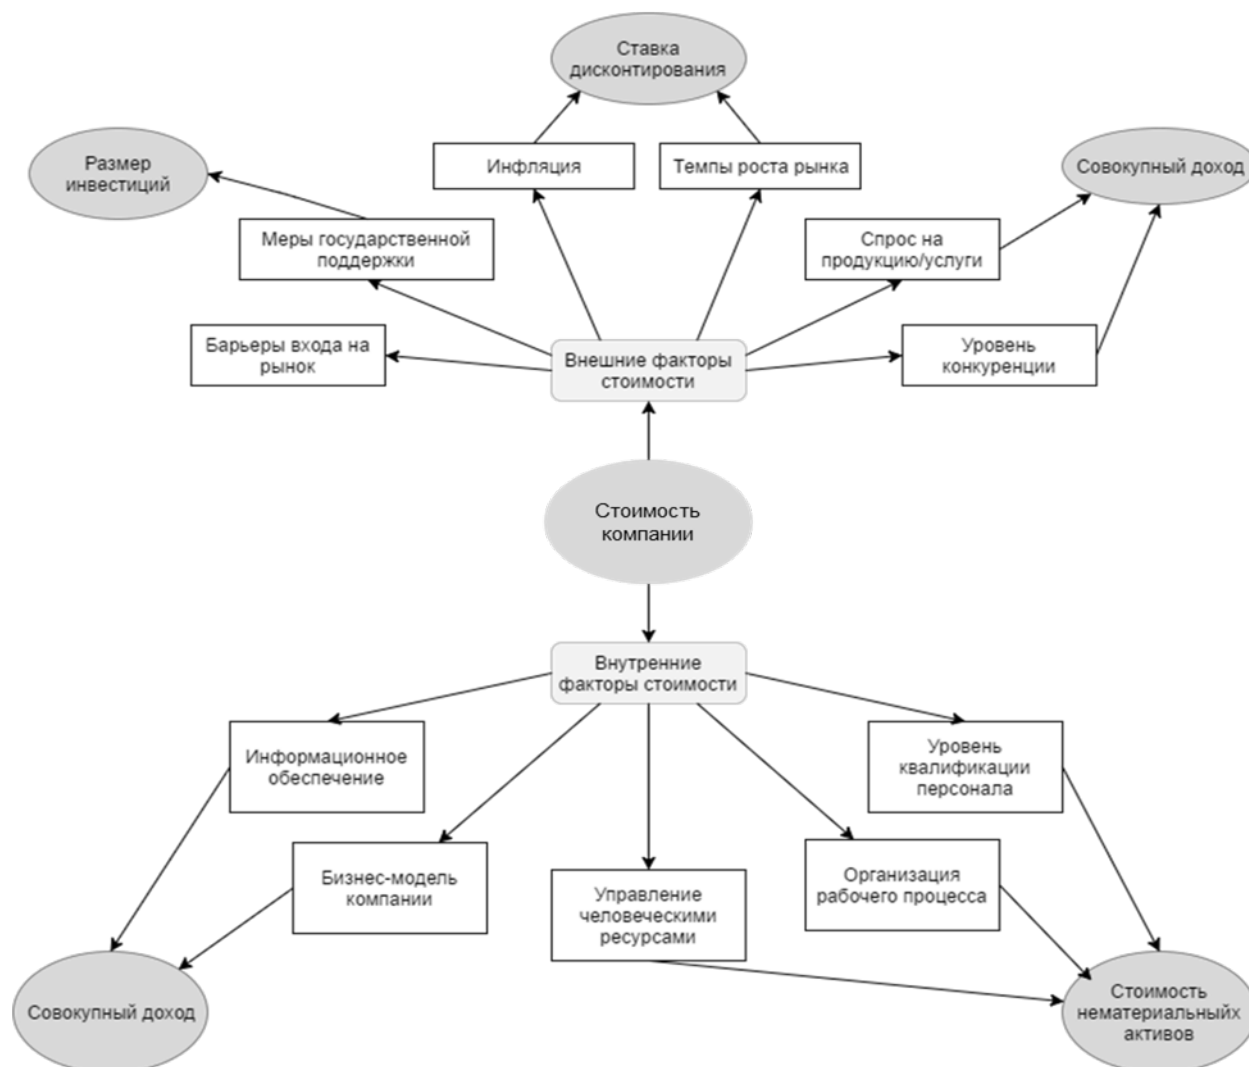 Ставка
дисконтирования
Размер
инвестиций
Инфляция
Темпы роста рынка
Совокупный доход
Меры государственной
поддержки
Спрос на
продукцию/услуги
Барьеры входа на
рынок
Внешние факторы
стоимости
Уровень
конкуренции
Стоимость
компании
Внутренние
факторы стоимости
Информационное
обеспечение
Уровень
квалификации
персонала
Бизнес-модель
компании
Управление
человеческими
ресурсами
Организация
рабочего процесса
Совокупный доход
Стоимость
нематериальныйх
активов